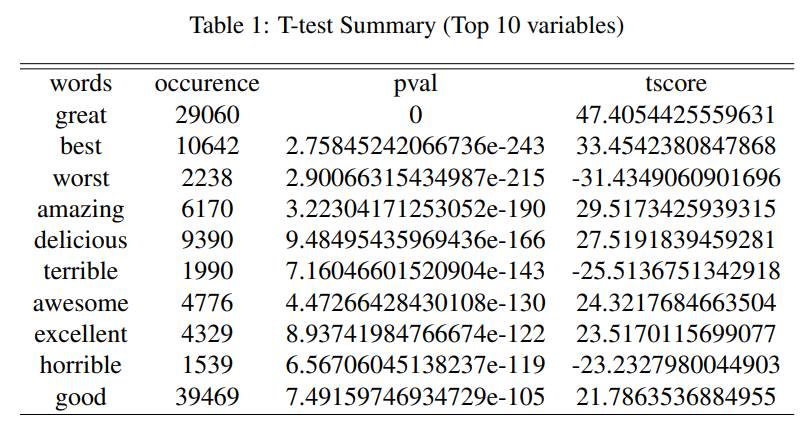 Table 1: T-test Summary (Top 10 variables)
words occurence pval tscore
great 29060 0 47.4054425559631
best 10642 2.75845242066736e-243 33.4542380847868
worst 2238 2.90066315434987e-215 -31.4349060901696
amazing 6170 3.22304171253052e-190 29.5173425939315
delicious 9390 9.48495435969436e-166 27.5191839459281
terrible 1990 7.16046601520904e-143 -25.5136751342918
awesome 4776 4.47266428430108e-130 24.3217684663504
excellent 4329 8.93741984766674e-122 23.5170115699077
horrible 1539 6.56706045138237e-119 -23.2327980044903
good 39469 7.49159746934729e-105 21.7863536884955